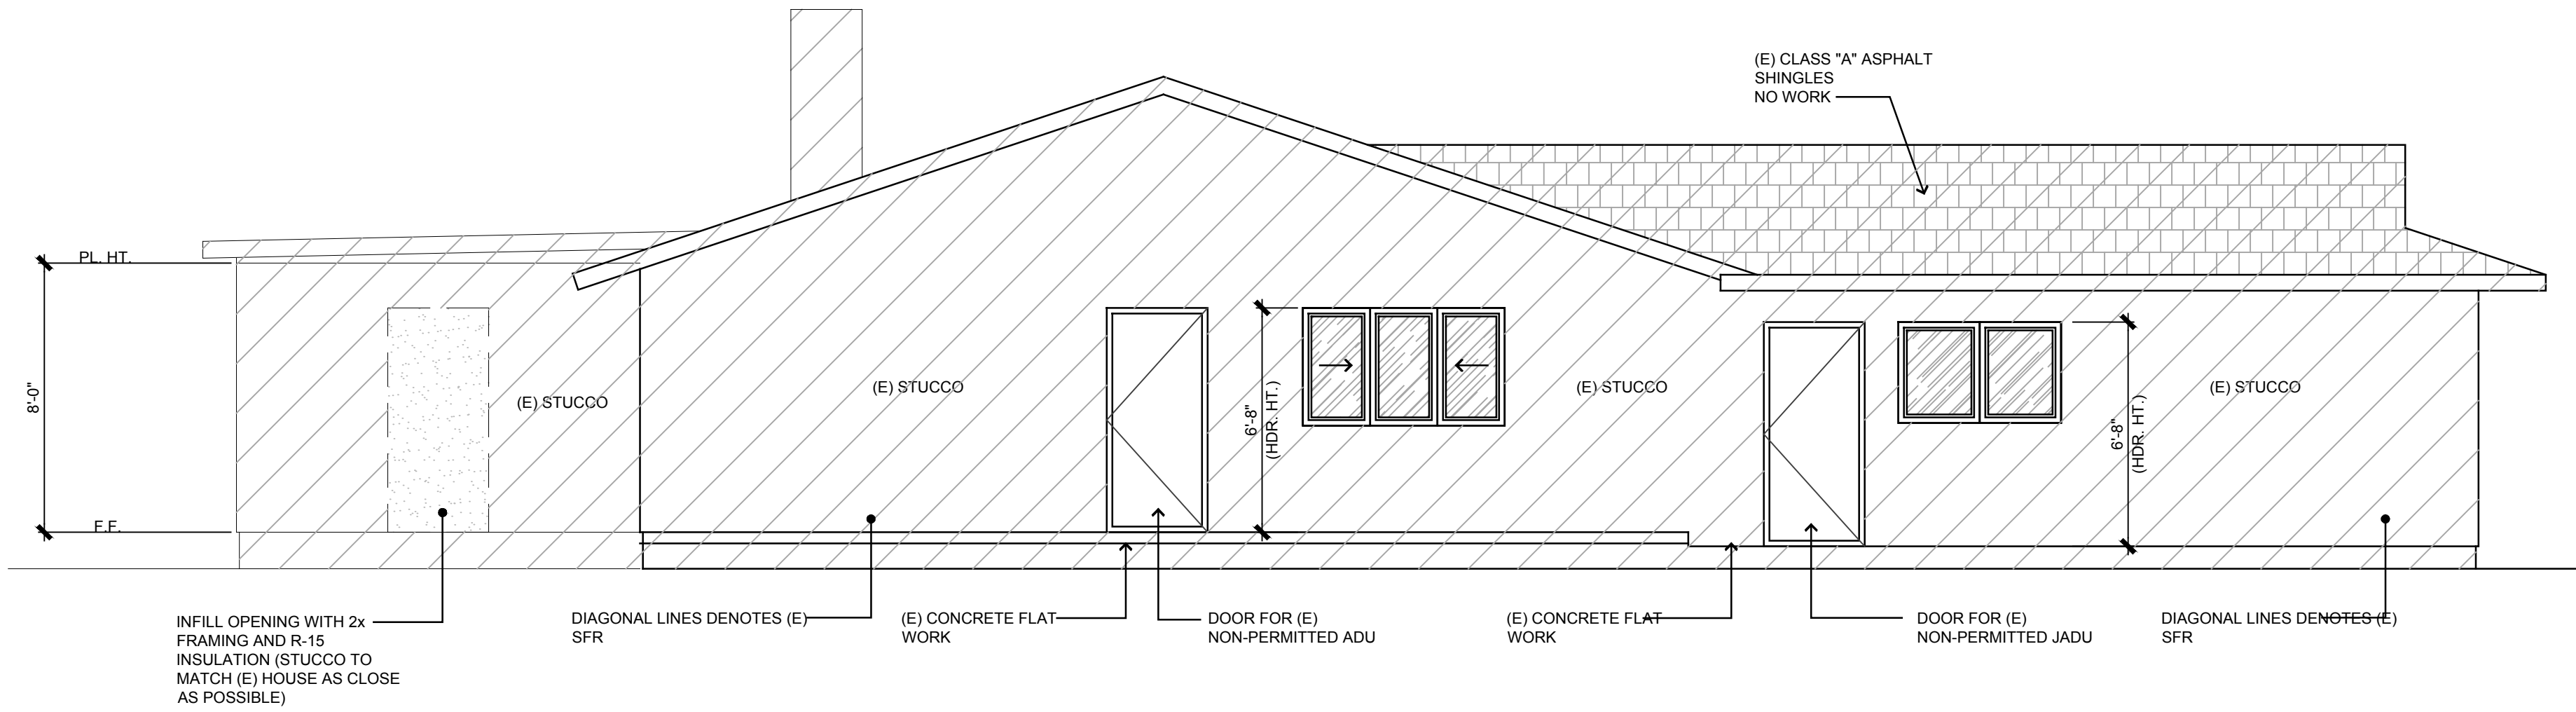 (E) CLASS "A" ASPHALT
SHINGLES
NO WORK
PL. HT.
8'-0"
F.F.
(E) STUCCO
(E) STUCCO
6'-8"
(HDR. HT.)
(E) STUCCO
6'-8"
(HDR. HT.)
(E) STUCCO
INFILL OPENING WITH 2x
FRAMING AND R-15
INSULATION (STUCCO TO
MATCH (E) HOUSE AS CLOSE
AS POSSIBLE)
DIAGONAL LINES DENOTES (E)
SFR
(E) CONCRETE FLAT
WORK
DOOR FOR (E)
NON-PERMITTED ADU
(E) CONCRETE FLAT
WORK
DOOR FOR (E)
NON-PERMITTED JADU
DIAGONAL LINES DENOTES (E)
SFR